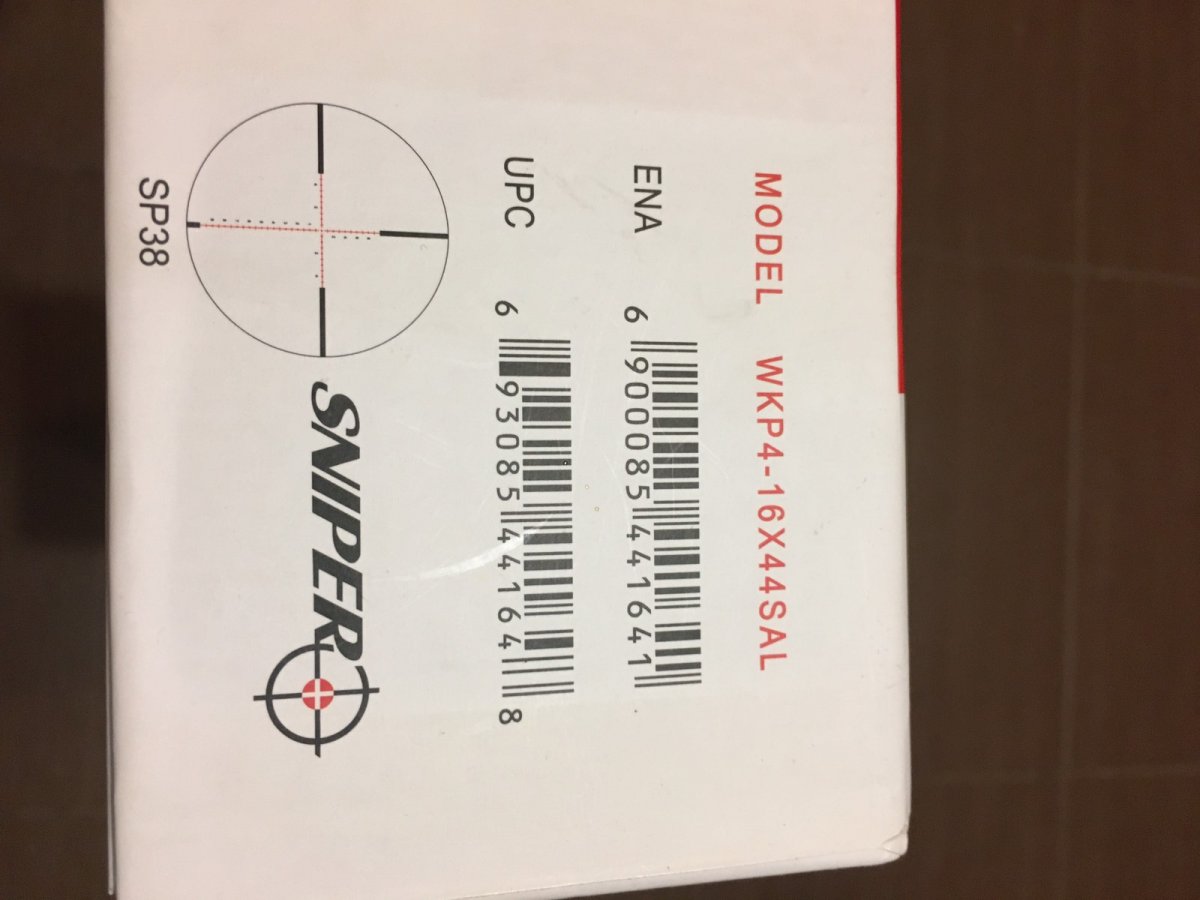 MODEL WKP4-16X44SAL
ENA 6 900085 441641
UPC 6 93085 44164 8
SP38
SNIPER